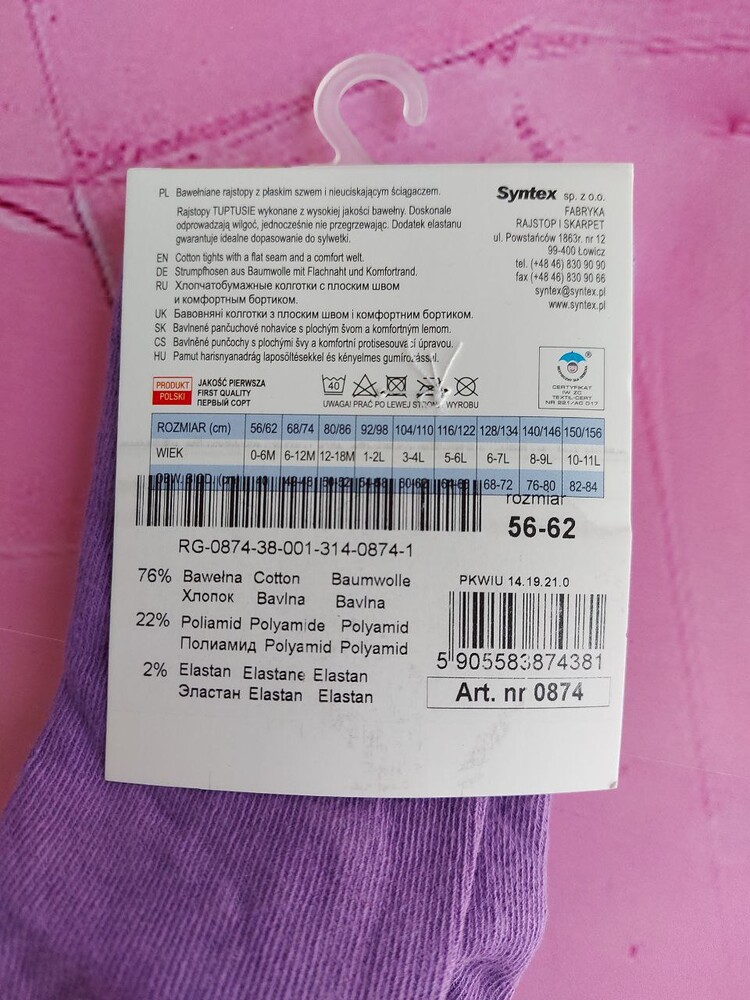 PL Bawełniane rajstopy z płaskim szwem i nieuciskającym ściągaczem.
Rajstopy TUPTUSIE wykonane z wysokiej jakości bawełny. Doskonale
odprowadzają wilgoć, jednocześnie nie przegrzewając. Dodatek elastanu
gwarantuje idealne dopasowanie do sylwetki.
EN Cotton tights with a flat seam and a comfort welt.
DE Strumpfhosen aus Baumwolle mit Flachnaht und Komfortrand.
RU Хлопчатобумажные колготки с плоским швом
и комфортным бортиком.
UK Бавовняні колготки з плоским швом і комфортним бортиком.
SK Bavlnené pančuchové nohavice s plochým švom a komfortným lemom.
CS Bavlněné punčochy s plochými švy a komfortní protisesouvací úpravou.
HU Pamut harisnyanadrág laposöltésekkel és kényelmes gumírozással.
Syntex sp. z o.o.
FABRYKA
RAJSTOP I SKARPET
ul. Powstańców 1863r. nr 12
99-400 Łowicz
tel. (+48 46) 830 90 90
fax (+48 46) 830 90 66
syntex@syntex.pl
www.syntex.pl
CERTYFIKAT
IW ZD
TEXTIL-CERT
NR 221/AC 017
PRODUKT
POLSKI
JAKOŚĆ PIERWSZA
FIRST QUALITY
ПЕРВЫЙ СОРТ
40
UWAGA! PRAĆ PO LEWEJ STRONIE WYROBU
ROZMIAR (cm) 56/62 68/74 80/86 92/98 104/110 116/122 128/134 140/146 150/156
WIEK 0-6M 6-12M 12-18M 1-2L 3-4L 5-6L 6-7L 8-9L 10-11L
68-72 76-80 82-84
rozmiar
56-62
RG-0874-38-001-314-0874-1
76% Bawełna Cotton Baumwolle
Хлопок Bavlna Bavlna
22% Poliamid Polyamide Polyamid
Полиамид Polyamid Polyamid
2% Elastan Elastane Elastan
Эластан Elastan Elastan
PKWIU 14.19.21.0
5 905583874381
Art. nr 0874